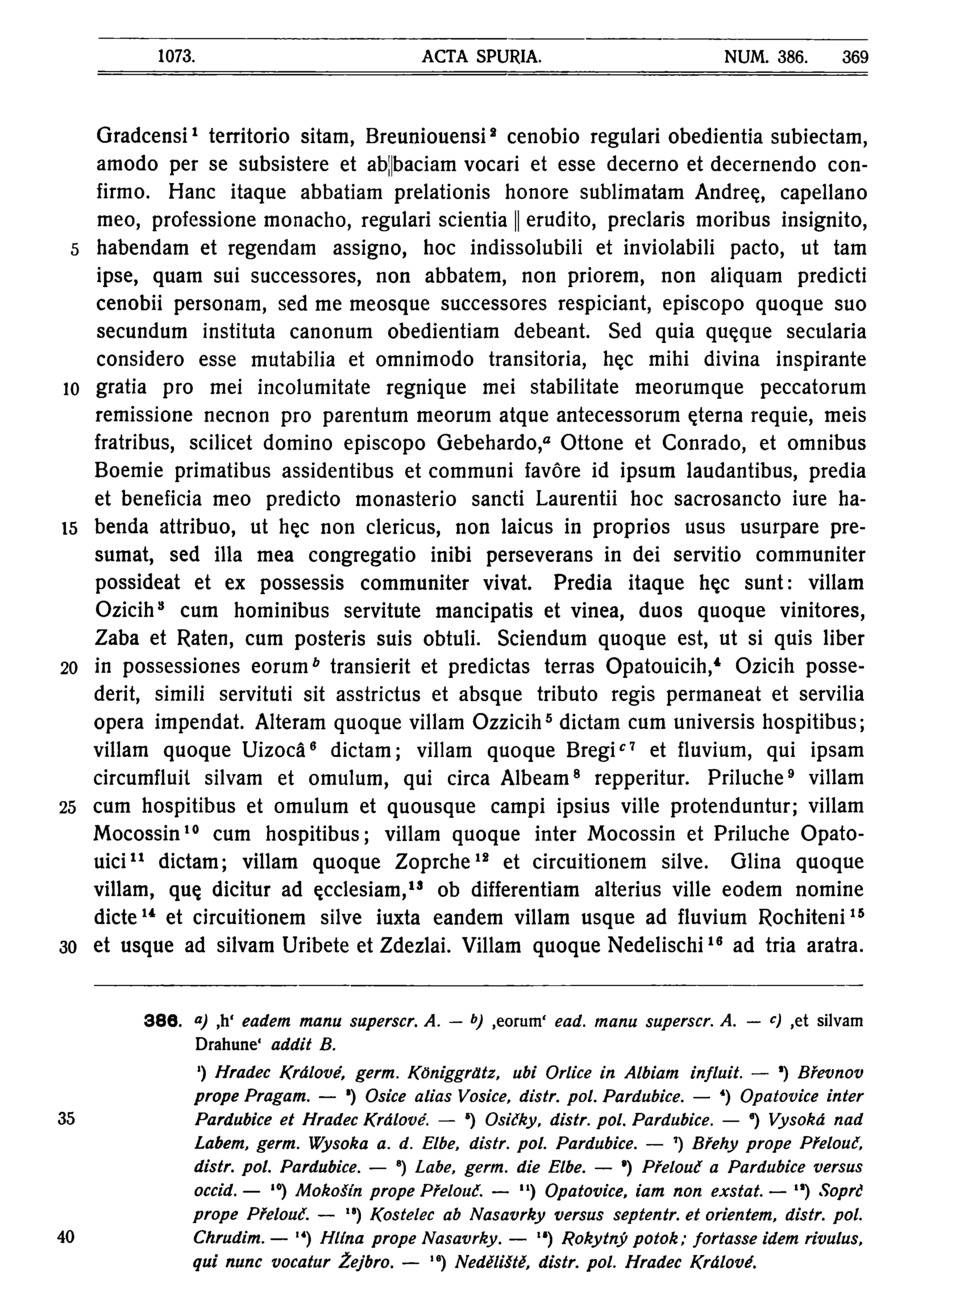 1073. ACTA SPURIA. NUM. 386. 369
Gradcensi¹ territorio sitam, Breuniouensi² cenobio regulari obedientia subiectam,
amodo per se subsistere et ab||baciam vocari et esse decerno et decernendo con-
firmo. Hanc itaque abbatiam prelationis honore sublimatam Andreę, capellano
meo, professione monacho, regulari scientia || erudito, preclaris moribus insignito,
5 habendam et regendam assigno, hoc indissolubili et inviolabili pacto, ut tam
ipse, quam sui successores, non abbatem, non priorem, non aliquam predicti
cenobii personam, sed me meosque successores respiciant, episcopo quoque suo
secundum instituta canonum obedientiam debeant. Sed quia quęque secularia
considero esse mutabilia et omnimodo transitoria, hęc mihi divina inspirante
10 gratia pro mei incolumitate regnique mei stabilitate meorumque peccatorum
remissione necnon pro parentum meorum atque antecessorum ęterna requie, meis
fratribus, scilicet domino episcopo Gebehardo,ᵃ Ottone et Conrado, et omnibus
Boemie primatibus assidentibus et communi favôre id ipsum laudantibus, predia
et beneficia meo predicto monasterio sancti Laurentii hoc sacrosancto iure ha-
15 benda attribuo, ut hęc non clericus, non laicus in proprios usus usurpare pre-
sumat, sed illa mea congregatio inibi perseverans in dei servitio communiter
possideat et ex possessis communiter vivat. Predia itaque hęc sunt: villam
Ozicih³ cum hominibus servitute mancipatis et vinea, duos quoque vinitores,
Zaba et Raten, cum posteris suis obtuli. Sciendum quoque est, ut si quis liber
20 in possessiones eorumᵇ transierit et predictas terras Opatouicih,⁴ Ozicih posse-
derit, simili servituti sit asstrictus et absque tributo regis permaneat et servilia
opera impendat. Alteram quoque villam Ozzicih⁵ dictam cum universis hospitibus;
villam quoque Uizocâ⁶ dictam; villam quoque Bregiᶜ⁷ et fluvium, qui ipsam
circumfluit silvam et omulum, qui circa Albeam⁸ repperitur. Priluche⁹ villam
25 cum hospitibus et omulum et quousque campi ipsius ville protenduntur; villam
Mocossin¹⁰ cum hospitibus; villam quoque inter Mocossin et Priluche Opato-
uici¹¹ dictam; villam quoque Zoprche¹² et circuitionem silve. Glina quoque
villam, quę dicitur ad ęcclesiam,¹³ ob differentiam alterius ville eodem nomine
dicte¹⁴ et circuitionem silve iuxta eandem villam usque ad fluvium Rochiteni¹⁵
30 et usque ad silvam Uribete et Zdezlai. Villam quoque Nedelischi¹⁶ ad tria aratra.
386. a) ‚h‘ eadem manu superscr. A. — b) ‚eorum‘ ead. manu superscr. A. — c) ‚et silvam
Drahune‘ addit B.
¹) Hradec Králové, germ. Königgrätz, ubi Orlice in Albiam influit. — ²) Břevnov
prope Pragam. — ³) Osice alias Vosice, distr. pol. Pardubice. — ⁴) Opatovice inter
35 Pardubice et Hradec Králové. — ⁵) Osičky, distr. pol. Pardubice. — ⁶) Vysoká nad
Labem, germ. Wysoka a. d. Elbe, distr. pol. Pardubice. — ⁷) Břehy prope Přelouč,
distr. pol. Pardubice. — ⁸) Labe, germ. die Elbe. — ⁹) Přelouč a Pardubice versus
occid. — ¹⁰) Mokošín prope Přelouč. — ¹¹) Opatovice, iam non exstat. — ¹²) Soprč
prope Přelouč. — ¹³) Kostelec ab Nasavrky versus septentr. et orientem, distr. pol.
40 Chrudim. — ¹⁴) Hlína prope Nasavrky. — ¹⁵) Rokytný potok; fortasse idem rivulus,
qui nunc vocatur Žejbro. — ¹⁶) Neděliště, distr. pol. Hradec Králové.